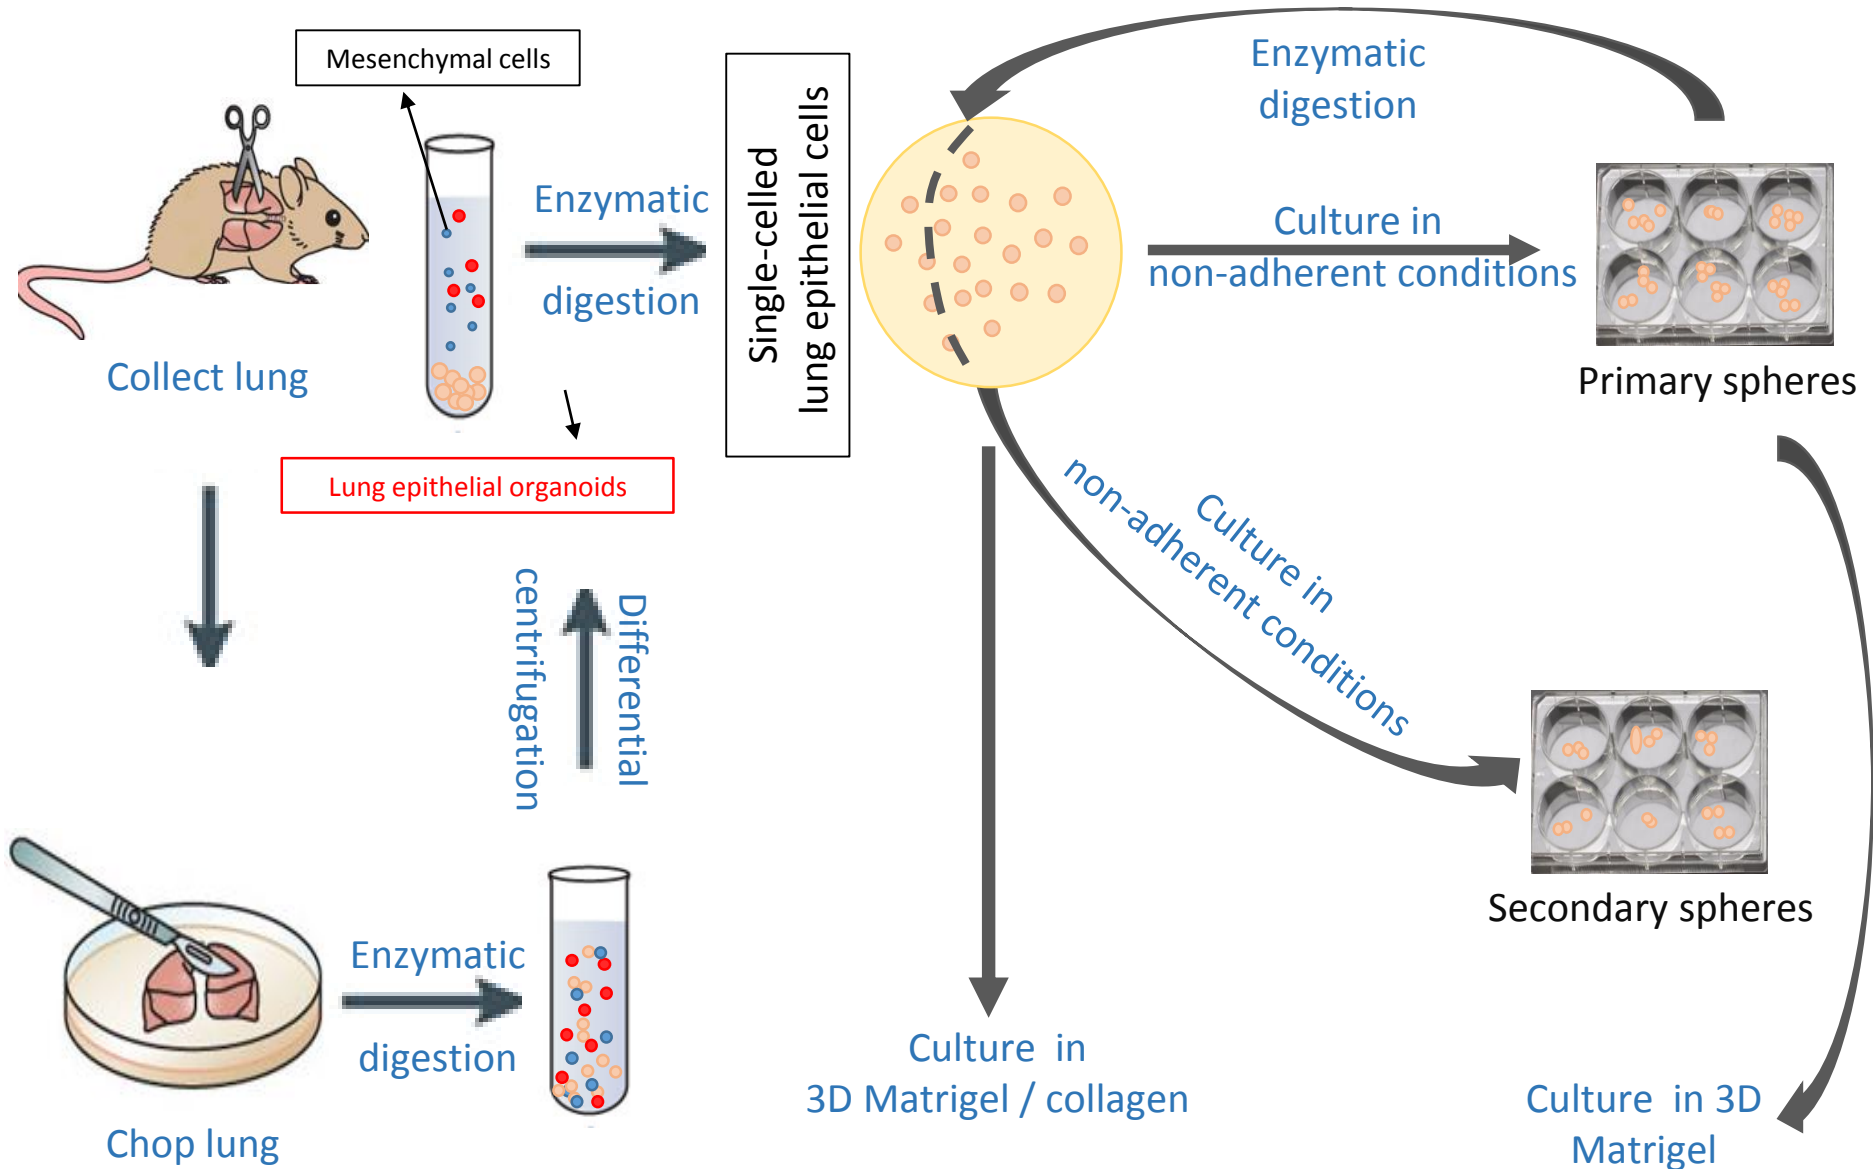 Mesenchymal cells
Collect lung
Enzymatic
digestion
Lung epithelial organoids
Single-celled
lung epithelial cells
Enzymatic
digestion
Culture in
non-adherent conditions
Primary spheres
Culture in
non-adherent conditions
Secondary spheres
Differential
centrifugation
Enzymatic
digestion
Chop lung
Culture in
3D Matrigel / collagen
Culture in 3D
Matrigel